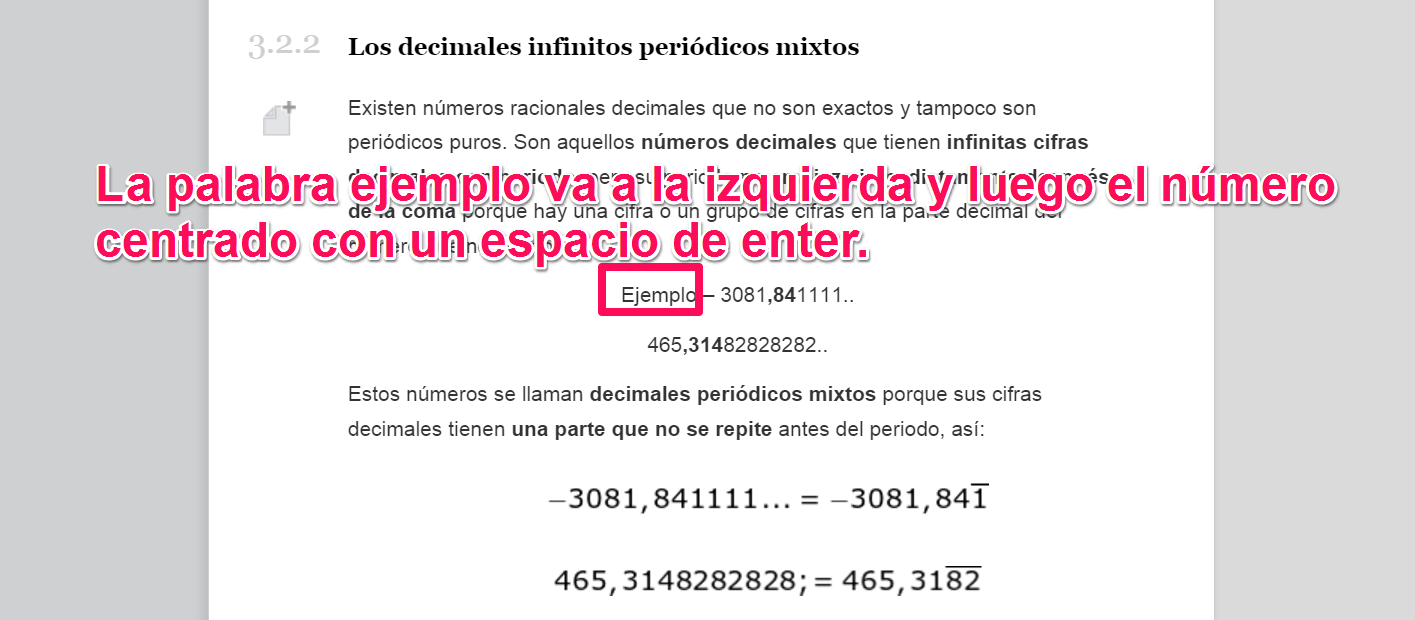 3.2.2 Los decimales infinitos periódicos mixtos
Existen números racionales decimales que no son exactos y tampoco son
periódicos puros. Son aquellos números decimales que tienen infinitas cifras
La palabra ejemplo va a la izquierda y luego el número
de la coma porque hay una cifra o un grupo de cifras en la parte decimal del
centrado con un espacio de enter.
Ejemplo – 3081,841111..
465,31482828282..
Estos números se llaman decimales periódicos mixtos porque sus cifras
decimales tienen una parte que no se repite antes del periodo, así:
−3081,841111... = −3081,841̅
465,3148282828;= 465,318̅2̅